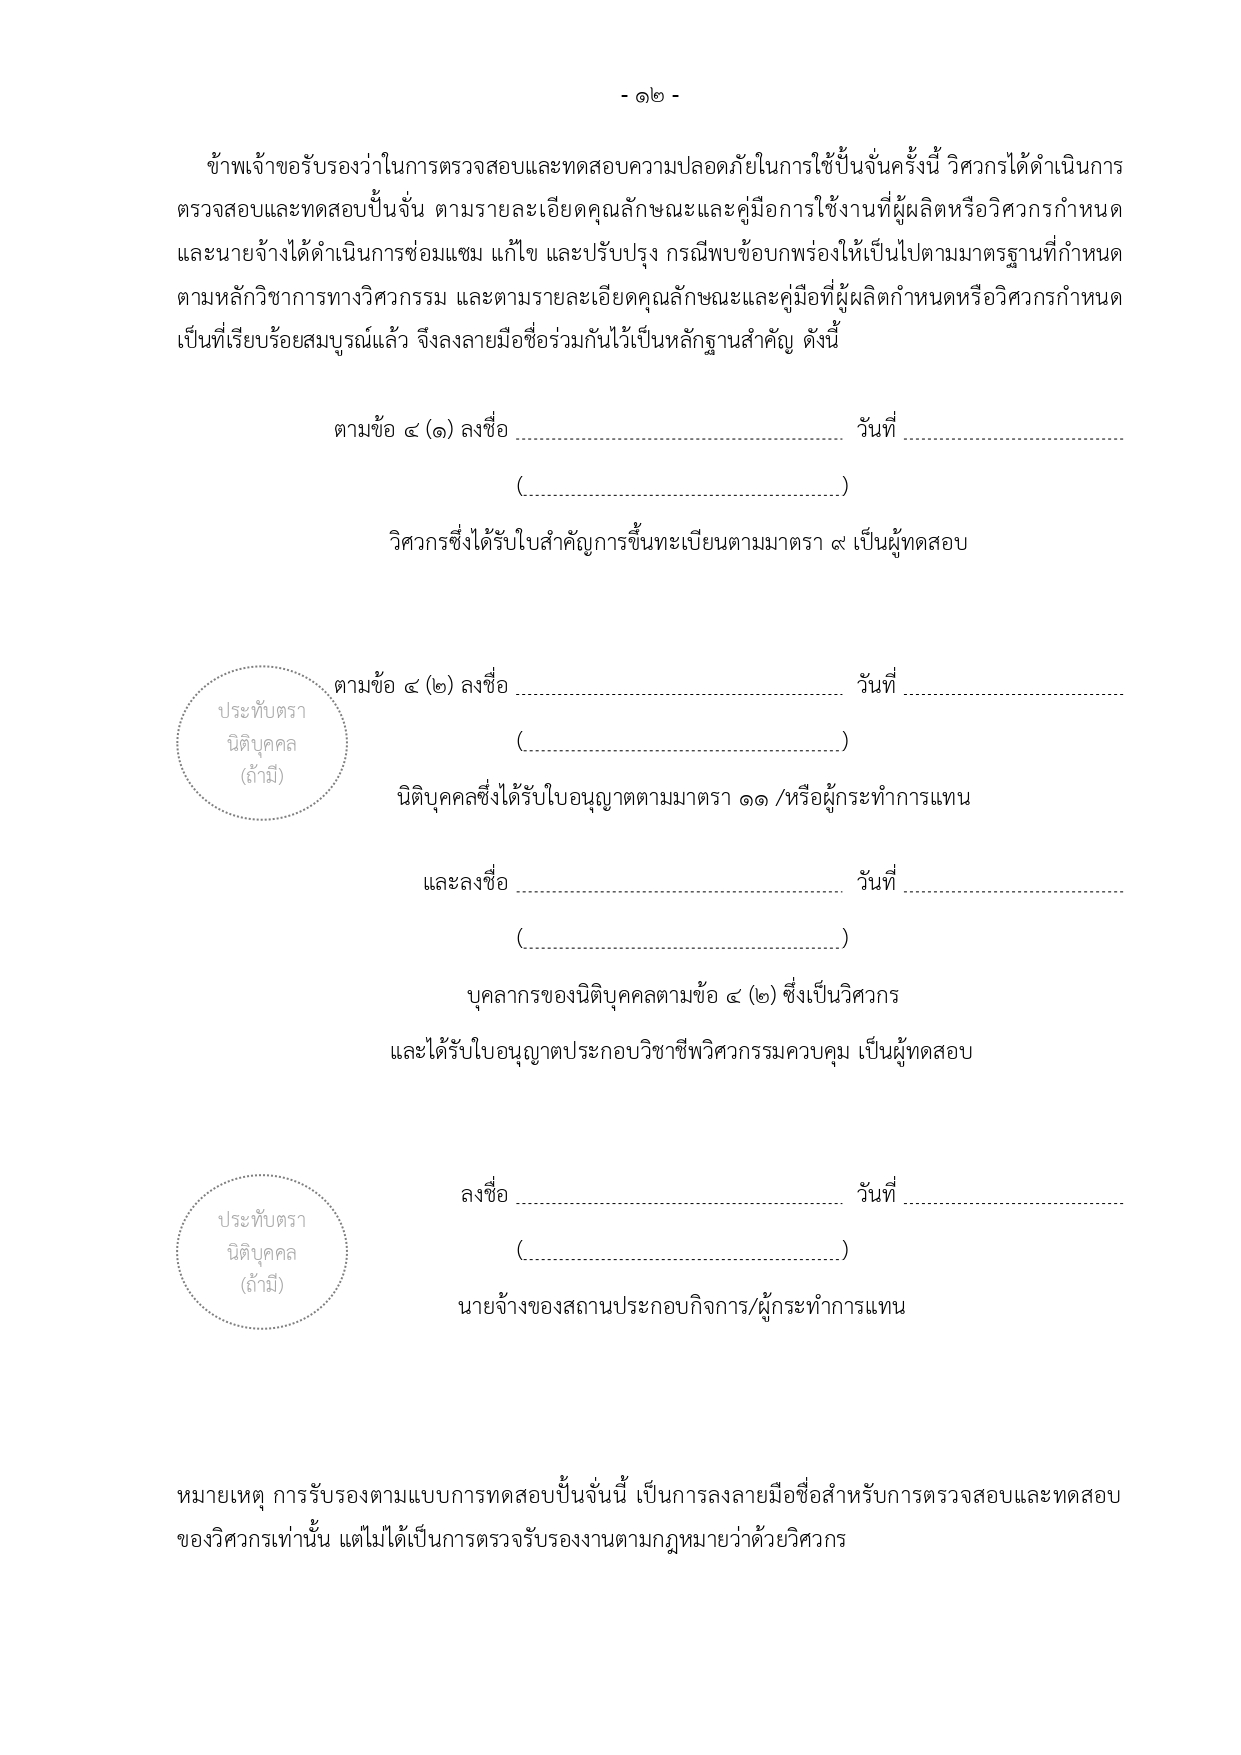 - ๑๒ -
ข้าพเจ้าขอรับรองว่าในการตรวจสอบและทดสอบความปลอดภัยในการใช้ปั้นจั่นครั้งนี้ วิศวกรได้ดำเนินการ
ตรวจสอบและทดสอบปั้นจั่น ตามรายละเอียดคุณลักษณะและคู่มือการใช้งานที่ผู้ผลิตหรือวิศวกรกำหนด
และนายจ้างได้ดำเนินการซ่อมแซม แก้ไข และปรับปรุง กรณีพบข้อบกพร่องให้เป็นไปตามมาตรฐานที่กำหนด
ตามหลักวิชาการทางวิศวกรรม และตามรายละเอียดคุณลักษณะและคู่มือที่ผู้ผลิตกำหนดหรือวิศวกรกำหนด
เป็นที่เรียบร้อยสมบูรณ์แล้ว จึงลงลายมือชื่อร่วมกันไว้เป็นหลักฐานสำคัญ ดังนี้
ตามข้อ ๔ (๑) ลงชื่อ วันที่
( )
วิศวกรซึ่งได้รับใบสำคัญการขึ้นทะเบียนตามมาตรา ๙ เป็นผู้ทดสอบ
ตามข้อ ๔ (๒) ลงชื่อ วันที่
ประทับตรา
นิติบุคคล
(ถ้ามี)
( )
นิติบุคคลซึ่งได้รับใบอนุญาตตามมาตรา ๑๑ /หรือผู้กระทำการแทน
และลงชื่อ วันที่
( )
บุคลากรของนิติบุคคลตามข้อ ๔ (๒) ซึ่งเป็นวิศวกร
และได้รับใบอนุญาตประกอบวิชาชีพวิศวกรรมควบคุม เป็นผู้ทดสอบ
ลงชื่อ วันที่
ประทับตรา
นิติบุคคล
(ถ้ามี)
( )
นายจ้างของสถานประกอบกิจการ/ผู้กระทำการแทน
หมายเหตุ การรับรองตามแบบการทดสอบปั้นจั่นนี้ เป็นการลงลายมือชื่อสำหรับการตรวจสอบและทดสอบ
ของวิศวกรเท่านั้น แต่ไม่ได้เป็นการตรวจรับรองงานตามกฎหมายว่าด้วยวิศวกร